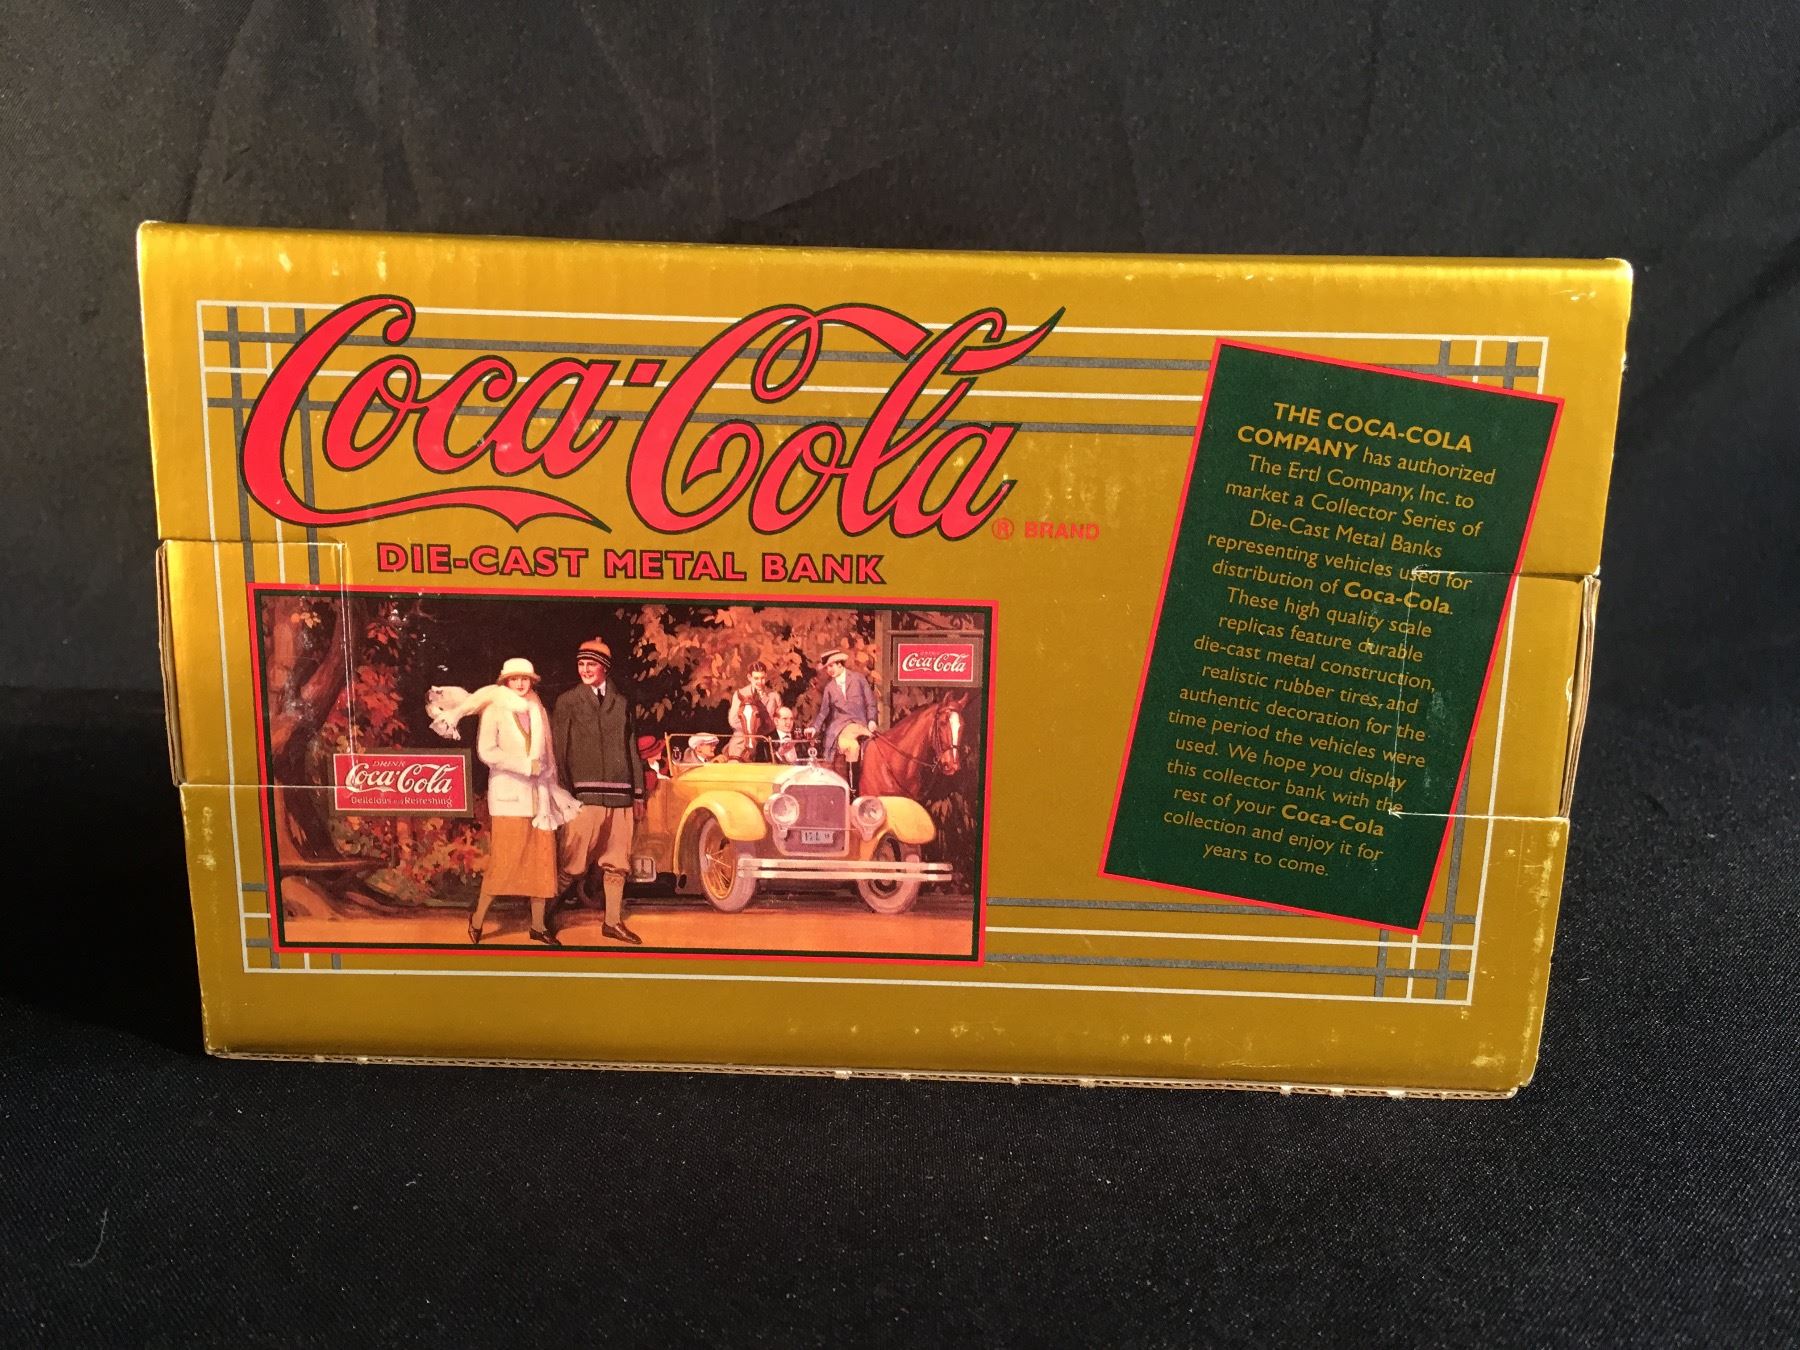 Coca-Cola
® BRAND
DIE-CAST METAL BANK
DRINK
Coca-Cola
Delicious and Refreshing
Coca-Cola
THE COCA-COLA
COMPANY has authorized
The Ertl Company, Inc. to
market a Collector Series of
Die-Cast Metal Banks
representing vehicles used for
distribution of Coca-Cola.
These high quality scale
replicas feature durable
die-cast metal construction,
realistic rubber tires, and
authentic decoration for the
time period the vehicles were
used. We hope you display
this collector bank with the
rest of your Coca-Cola
collection and enjoy it for
years to come.